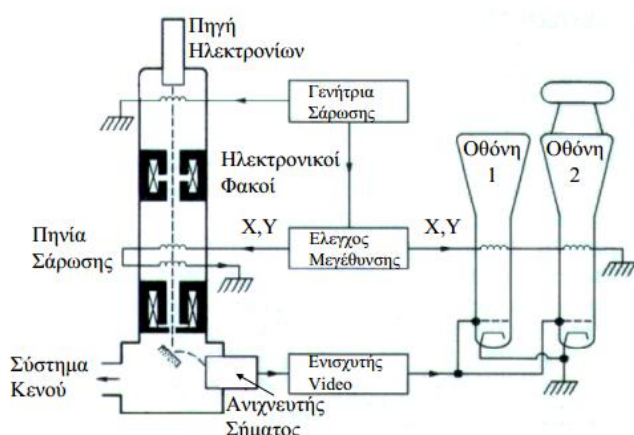 Πηγή
Ηλεκτρονίων
Γενήτρια
Σάρωσης
Οθόνη
1
Οθόνη
2
Ηλεκτρονικοί
Φακοί
Πηνία
Σάρωσης
X,Y
Ελεγχος
Μεγέθυνσης
X,Y
Σύστημα
Κενού
Ενισχυτής
Video
Ανιχνευτής
Σήματος